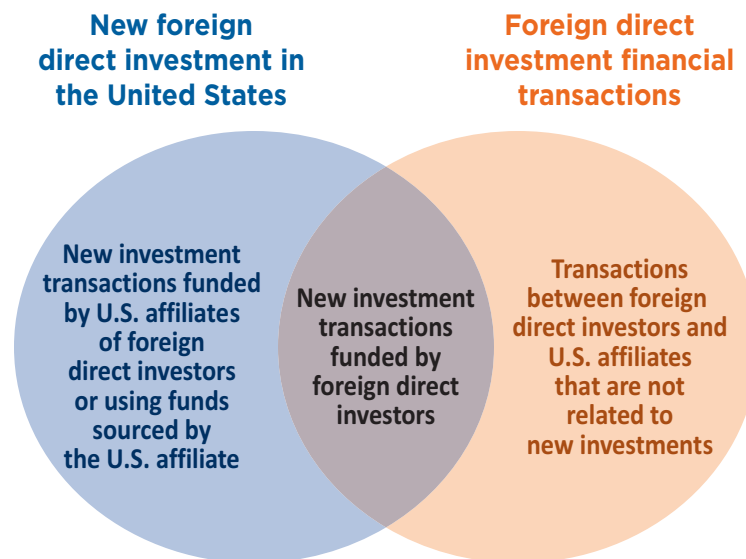 New foreign
direct investment in
the United States
Foreign direct
investment financial
transactions
New investment
transactions funded
by U.S. affiliates
of foreign
direct investors
or using funds
sourced by
the U.S. affiliate
New investment
transactions
funded by
foreign direct
investors
Transactions
between foreign
direct investors and
U.S. affiliates
that are not
related to
new investments